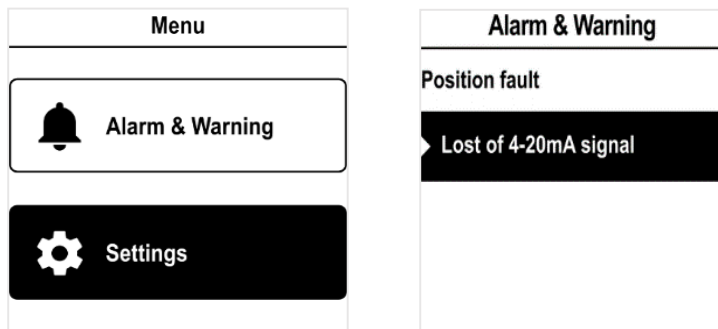 Menu
Alarm & Warning
Settings
Alarm & Warning
Position fault
Lost of 4-20mA signal